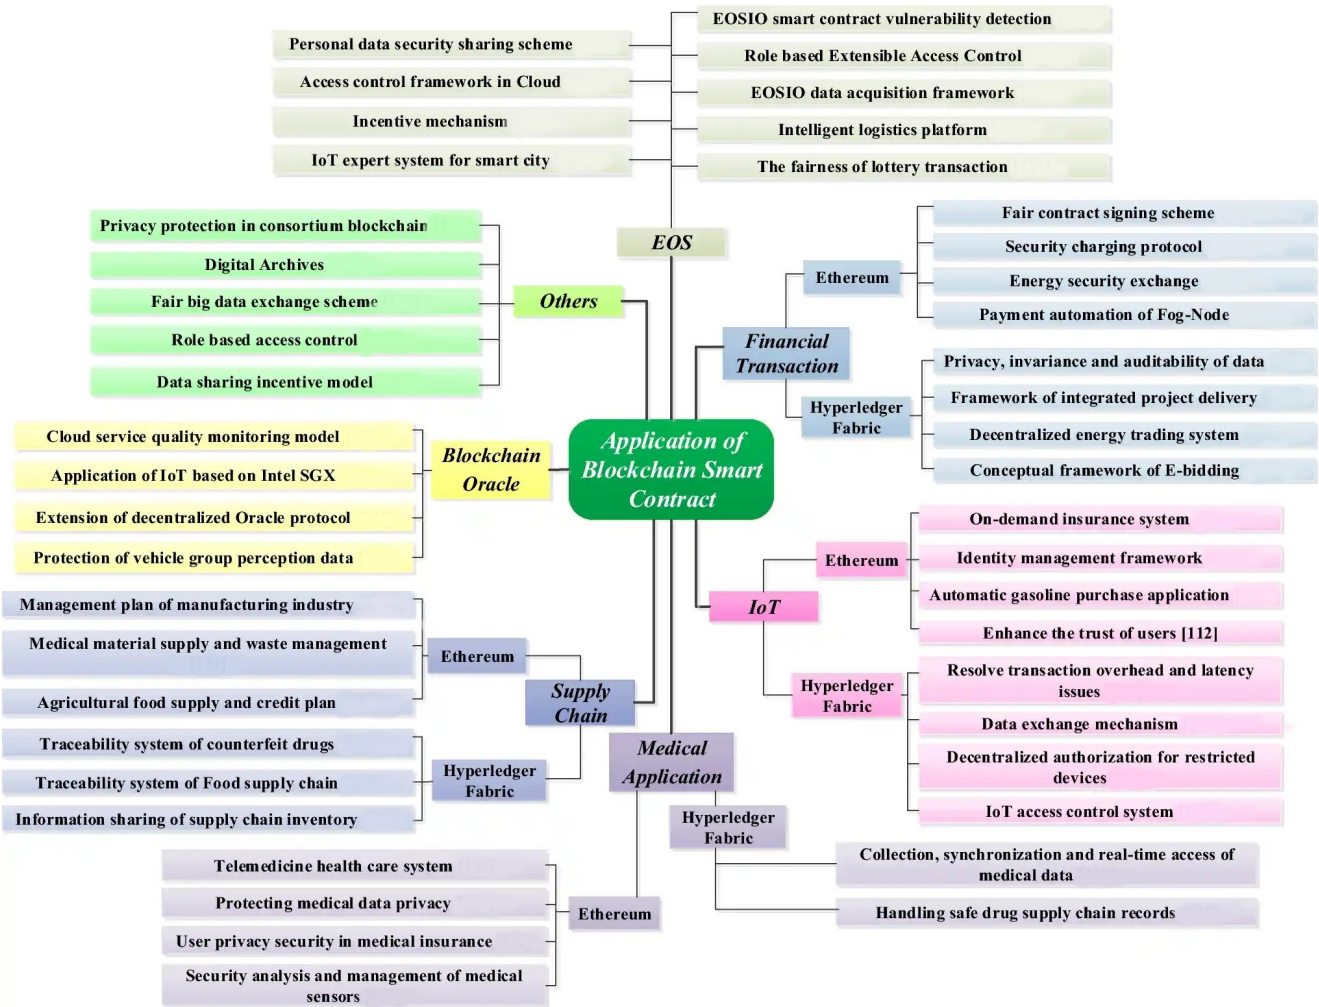 EOSIO smart contract vulnerability detection
Personal data security sharing scheme
Role based Extensible Access Control
Access control framework in Cloud
EOSIO data acquisition framework
Incentive mechanism
Intelligent logistics platform
IoT expert system for smart city
The fairness of lottery transaction
EOS
Privacy protection in consortium blockchain
Digital Archives
Fair big data exchange scheme
Role based access control
Data sharing incentive model
Others
Fair contract signing scheme
Security charging protocol
Energy security exchange
Payment automation of Fog-Node
Ethereum
Financial
Transaction
Hyperledger
Fabric
Privacy, invariance and auditability of data
Framework of integrated project delivery
Decentralized energy trading system
Conceptual framework of E-bidding
Application of
Blockchain Smart
Contract
Blockchain
Oracle
Cloud service quality monitoring model
Application of IoT based on Intel SGX
Extension of decentralized Oracle protocol
Protection of vehicle group perception data
On-demand insurance system
Identity management framework
Automatic gasoline purchase application
Enhance the trust of users [112]
Ethereum
IoT
Hyperledger
Fabric
Resolve transaction overhead and latency
issues
Data exchange mechanism
Decentralized authorization for restricted
devices
IoT access control system
Management plan of manufacturing industry
Medical material supply and waste management
Agricultural food supply and credit plan
Ethereum
Supply
Chain
Traceability system of counterfeit drugs
Traceability system of Food supply chain
Information sharing of supply chain inventory
Hyperledger
Fabric
Medical
Application
Hyperledger
Fabric
Collection, synchronization and real-time access of
medical data
Handling safe drug supply chain records
Telemedicine health care system
Protecting medical data privacy
User privacy security in medical insurance
Security analysis and management of medical
sensors
Ethereum